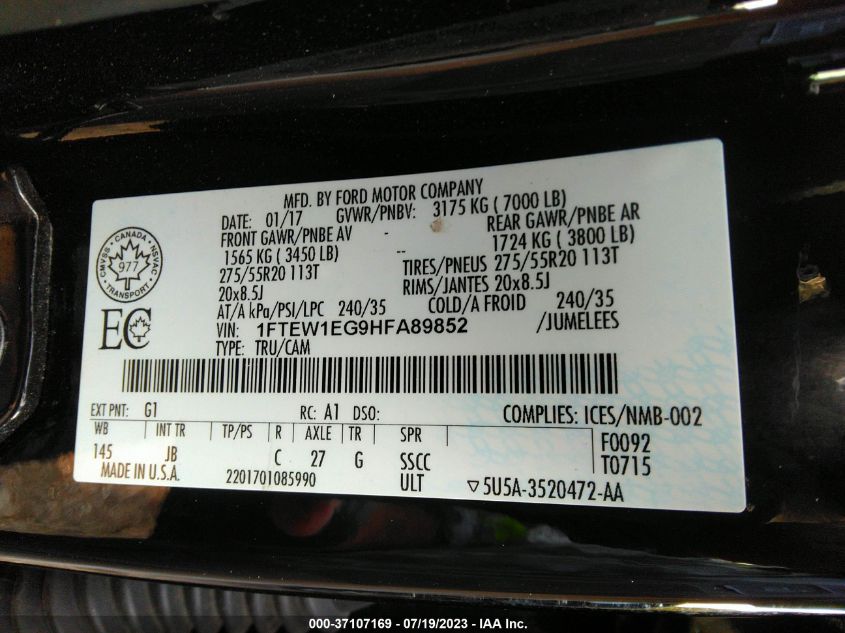 MFD. BY FORD MOTOR COMPANY
DATE: 01/17 GVWR/PNBV: 3175 KG ( 7000 LB)
FRONT GAWR/PNBE AV REAR GAWR/PNBE AR
1565 KG ( 3450 LB) -- 1724 KG ( 3800 LB)
275/55R20 113T TIRES/PNEUS 275/55R20 113T
20x8.5J RIMS/JANTES 20x8.5J
AT/A kPa/PSI/LPC 240/35 COLD/A FROID 240/35
VIN: 1FTEW1EG9HFA89852 /JUMELEES
TYPE: TRU/CAM
CANADA
CMVSS NSVAC
977
TRANSPORT
EC
EXT PNT: G1 RC: A1 DSO: COMPLIES: ICES/NMB-002
WB INT TR TP/PS R AXLE TR SPR F0092
145 JB C 27 G SSCC T0715
MADE IN U.S.A. 2201701085990 ULT ▽5U5A-3520472-AA
000-37107169 - 07/19/2023 - IAA Inc.